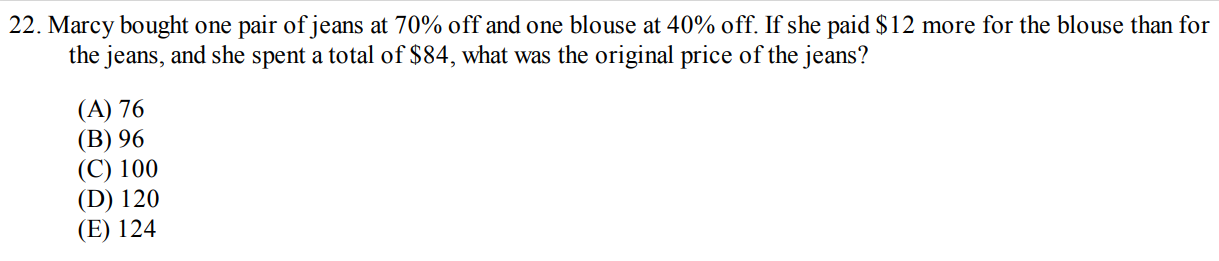 22. Marcy bought one pair of jeans at 70% off and one blouse at 40% off. If she paid $12 more for the blouse than for
the jeans, and she spent a total of $84, what was the original price of the jeans?
(A) 76
(B) 96
(C) 100
(D) 120
(E) 124